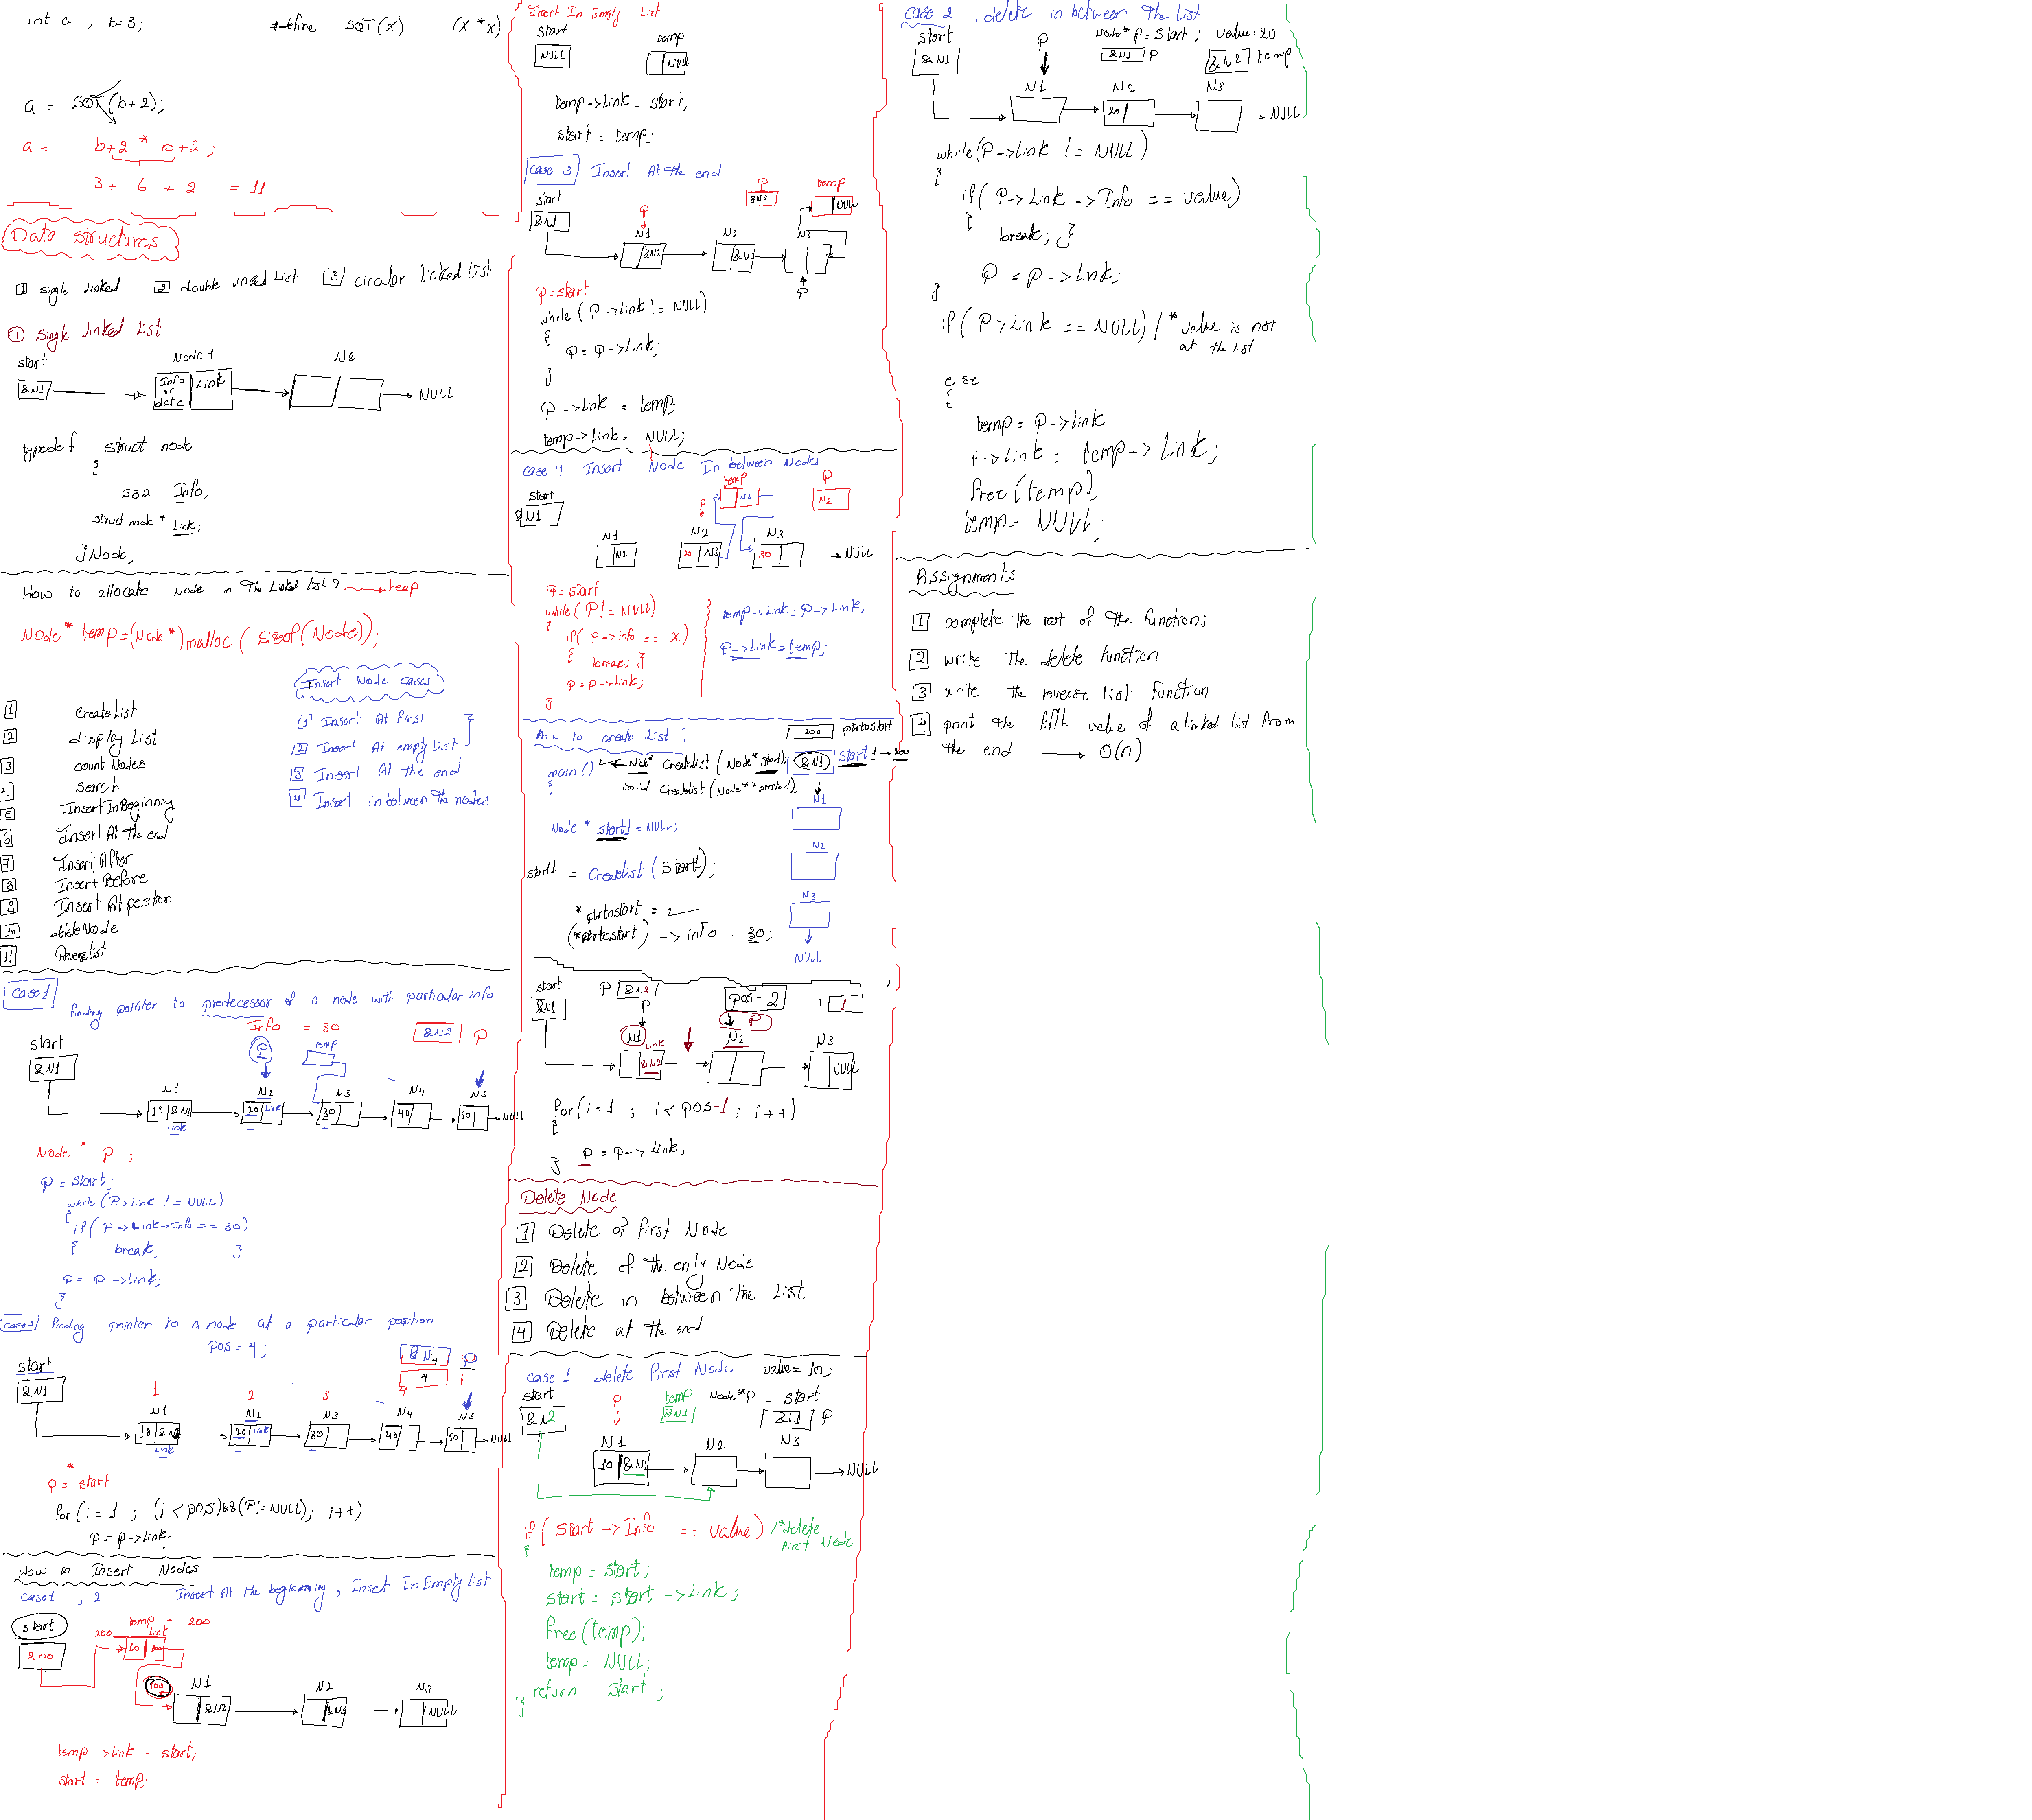 int a , b=3;
#define SQT(X) (X*X)
a = SQT(b+2);
a = b+2 * b+2 ;
3 + 6 + 2 = 11
Data Structures
1 single Linked
2 double linked List
3 circular linked list
1 Single Linked List
start
Node 1
N2
&N1
Info or date
Link
NULL
typedef struct node
{
s32 Info;
struct node * Link;
} Node;
How to allocate Node in The Linked List? heap
Node* temp=(Node*)malloc(sizeof(Node));
Insert Node cases
1 Insert At first
2 Insert At empty List
3 Insert At the end
4 Insert in between The nodes
1 CreateList
2 display List
3 count Nodes
4 Search
5 Insert In Beginning
6 Insert At The end
7 Insert After
8 Insert Before
9 Insert At position
10 deleteNode
11 Reverselist
Case1
finding pointer to predecessor of a node with particular info
Info = 30
&N2 P
start
P
temp
&N1
N1 N2 N3 N4 N5
10 &N1
20 Link
30
40
50
NULL
Link
Node * P ;
P = start;
while (P->Link != NULL)
{
if( P->Link->Info == 30)
{ break; }
P = P ->Link;
}
case1 finding pointer to a node at a particular position
pos = 4;
&N4 P
4 i
start
&N1
1 2 3 4
N1 N2 N3 N4 N5
10 &N2
20 Link
30
40
50
NULL
Link
P = start
for(i=1 ; (i<pos)&&(P!=NULL); i++)
P = P->Link;
How to Insert Nodes
case1 , 2 Insert At the beginning , Inset In Empty list
start
temp = 200
200 Link
200
10 100
100
N1 N2 N3
&N2
&N3
NULL
temp ->Link = start;
start = temp;
Insert In Empty List
start
temp
NULL
NULL
temp->Link = start;
start = temp;
Case 3 Insert At the end
start
P
&N3
temp
NULL
&N1
P
N1 N2 N3
&N2
&N3
P
P=start
while (P->Link != NULL)
{
P = P->Link;
}
P ->Link = temp;
temp->Link = NULL;
case 4 Insert Node In between Nodes
start
temp
P
N3
N2
&N1
P
N1 N2 N3
N2
20 N3
30
NULL
P=start
while(P!= NULL)
{
if( P->info == X)
{ break; }
P = P->Link;
}
temp->Link=P->Link;
P->Link=temp;
How to create List ?
200 ptrtostart
main() Node* Createlist (Node* start);
&N1 start1 200
{ void Createlist (Node** ptrstart);
N1
Node * start1 = NULL;
N2
start1 = Createlist( Start1 );
N3
*ptrtostart =
(*ptrtostart) -> info = 30;
NULL
start
P &N2
pos = 2
i 1
&N1
P
P
N1 Link N2 N3
&N2
NULL
for(i=1 ; i< pos-1 ; i++)
{
P = P-> Link;
}
Delete Node
1 Delete of first Node
2 Delete of the only Node
3 Delete in between the List
4 Delete at the end
case 1 delete First Node value= 10;
start
P
temp
Node*P = start
&N2
&N1
&N1 P
N1 N2 N3
10 &N2
NULL
if( Start ->Info == value) /*delete first Node
{
temp = start;
start = start ->Link;
free(temp);
temp = NULL;
return start ;
}
case 2 : delete in between The list
start
P
Node* P = Start ; value=20
&N1
&N1 P
&N2 temp
N1 N2 N3
20
NULL
while(P->Link != NULL)
{
if( P->Link ->Info == value)
{
break; }
P = P ->Link;
}
if( P->Link == NULL) /* value is not at the list
else
{
temp = P->Link
P->Link = temp-> Link;
free(temp);
temp= NULL;
Assignments
1 complete the rest of the functions
2 write the delete function
3 write the reverse list function
4 print the fifth value of a linked list from the end O(n)